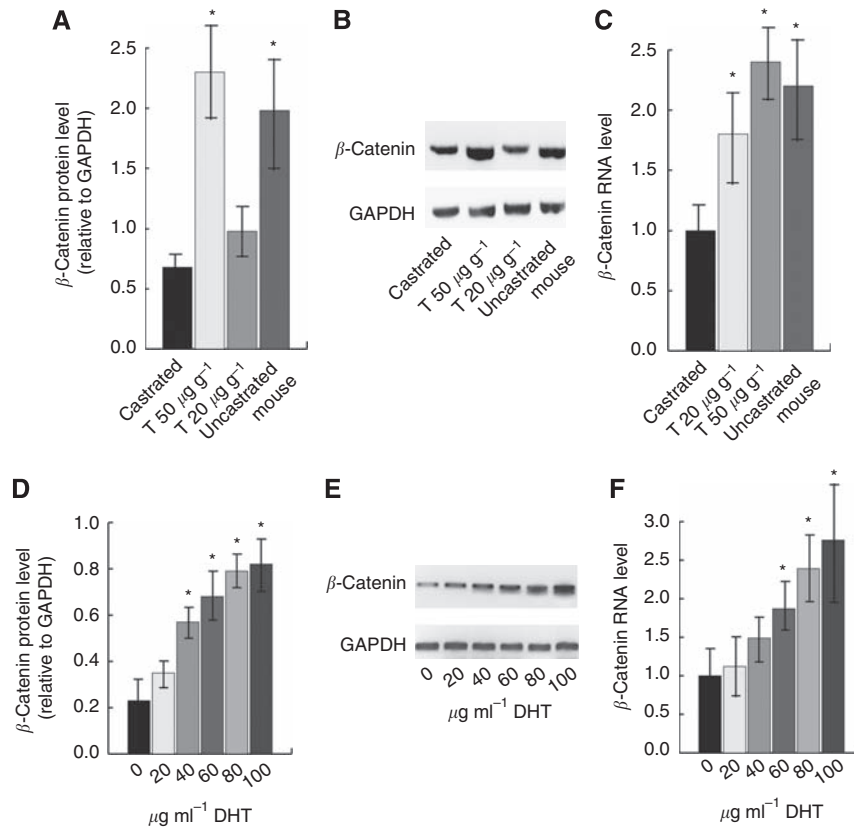 A
β-Catenin protein level
(relative to GAPDH)
2.5
2.0
1.5
1.0
0.5
0.0
*
*
Castrated
T 50 μg g⁻¹
T 20 μg g⁻¹
Uncastrated
mouse
B
β-Catenin
GAPDH
Castrated
T 50 μg g⁻¹
T 20 μg g⁻¹
Uncastrated
mouse
C
β-Catenin RNA level
2.5
2.0
1.5
1.0
0.5
0.0
*
*
*
Castrated
T 20 μg g⁻¹
T 50 μg g⁻¹
Uncastrated
mouse
D
β-Catenin protein level
(relative to GAPDH)
1.0
0.8
0.6
0.4
0.2
0.0
* * * *
0 20 40 60 80 100
μg ml⁻¹ DHT
E
β-Catenin
GAPDH
0 20 40 60 80 100
μg ml⁻¹ DHT
F
β-Catenin RNA level
3.0
2.5
2.0
1.5
1.0
0.5
0.0
* * *
0 20 40 60 80 100
μg ml⁻¹ DHT